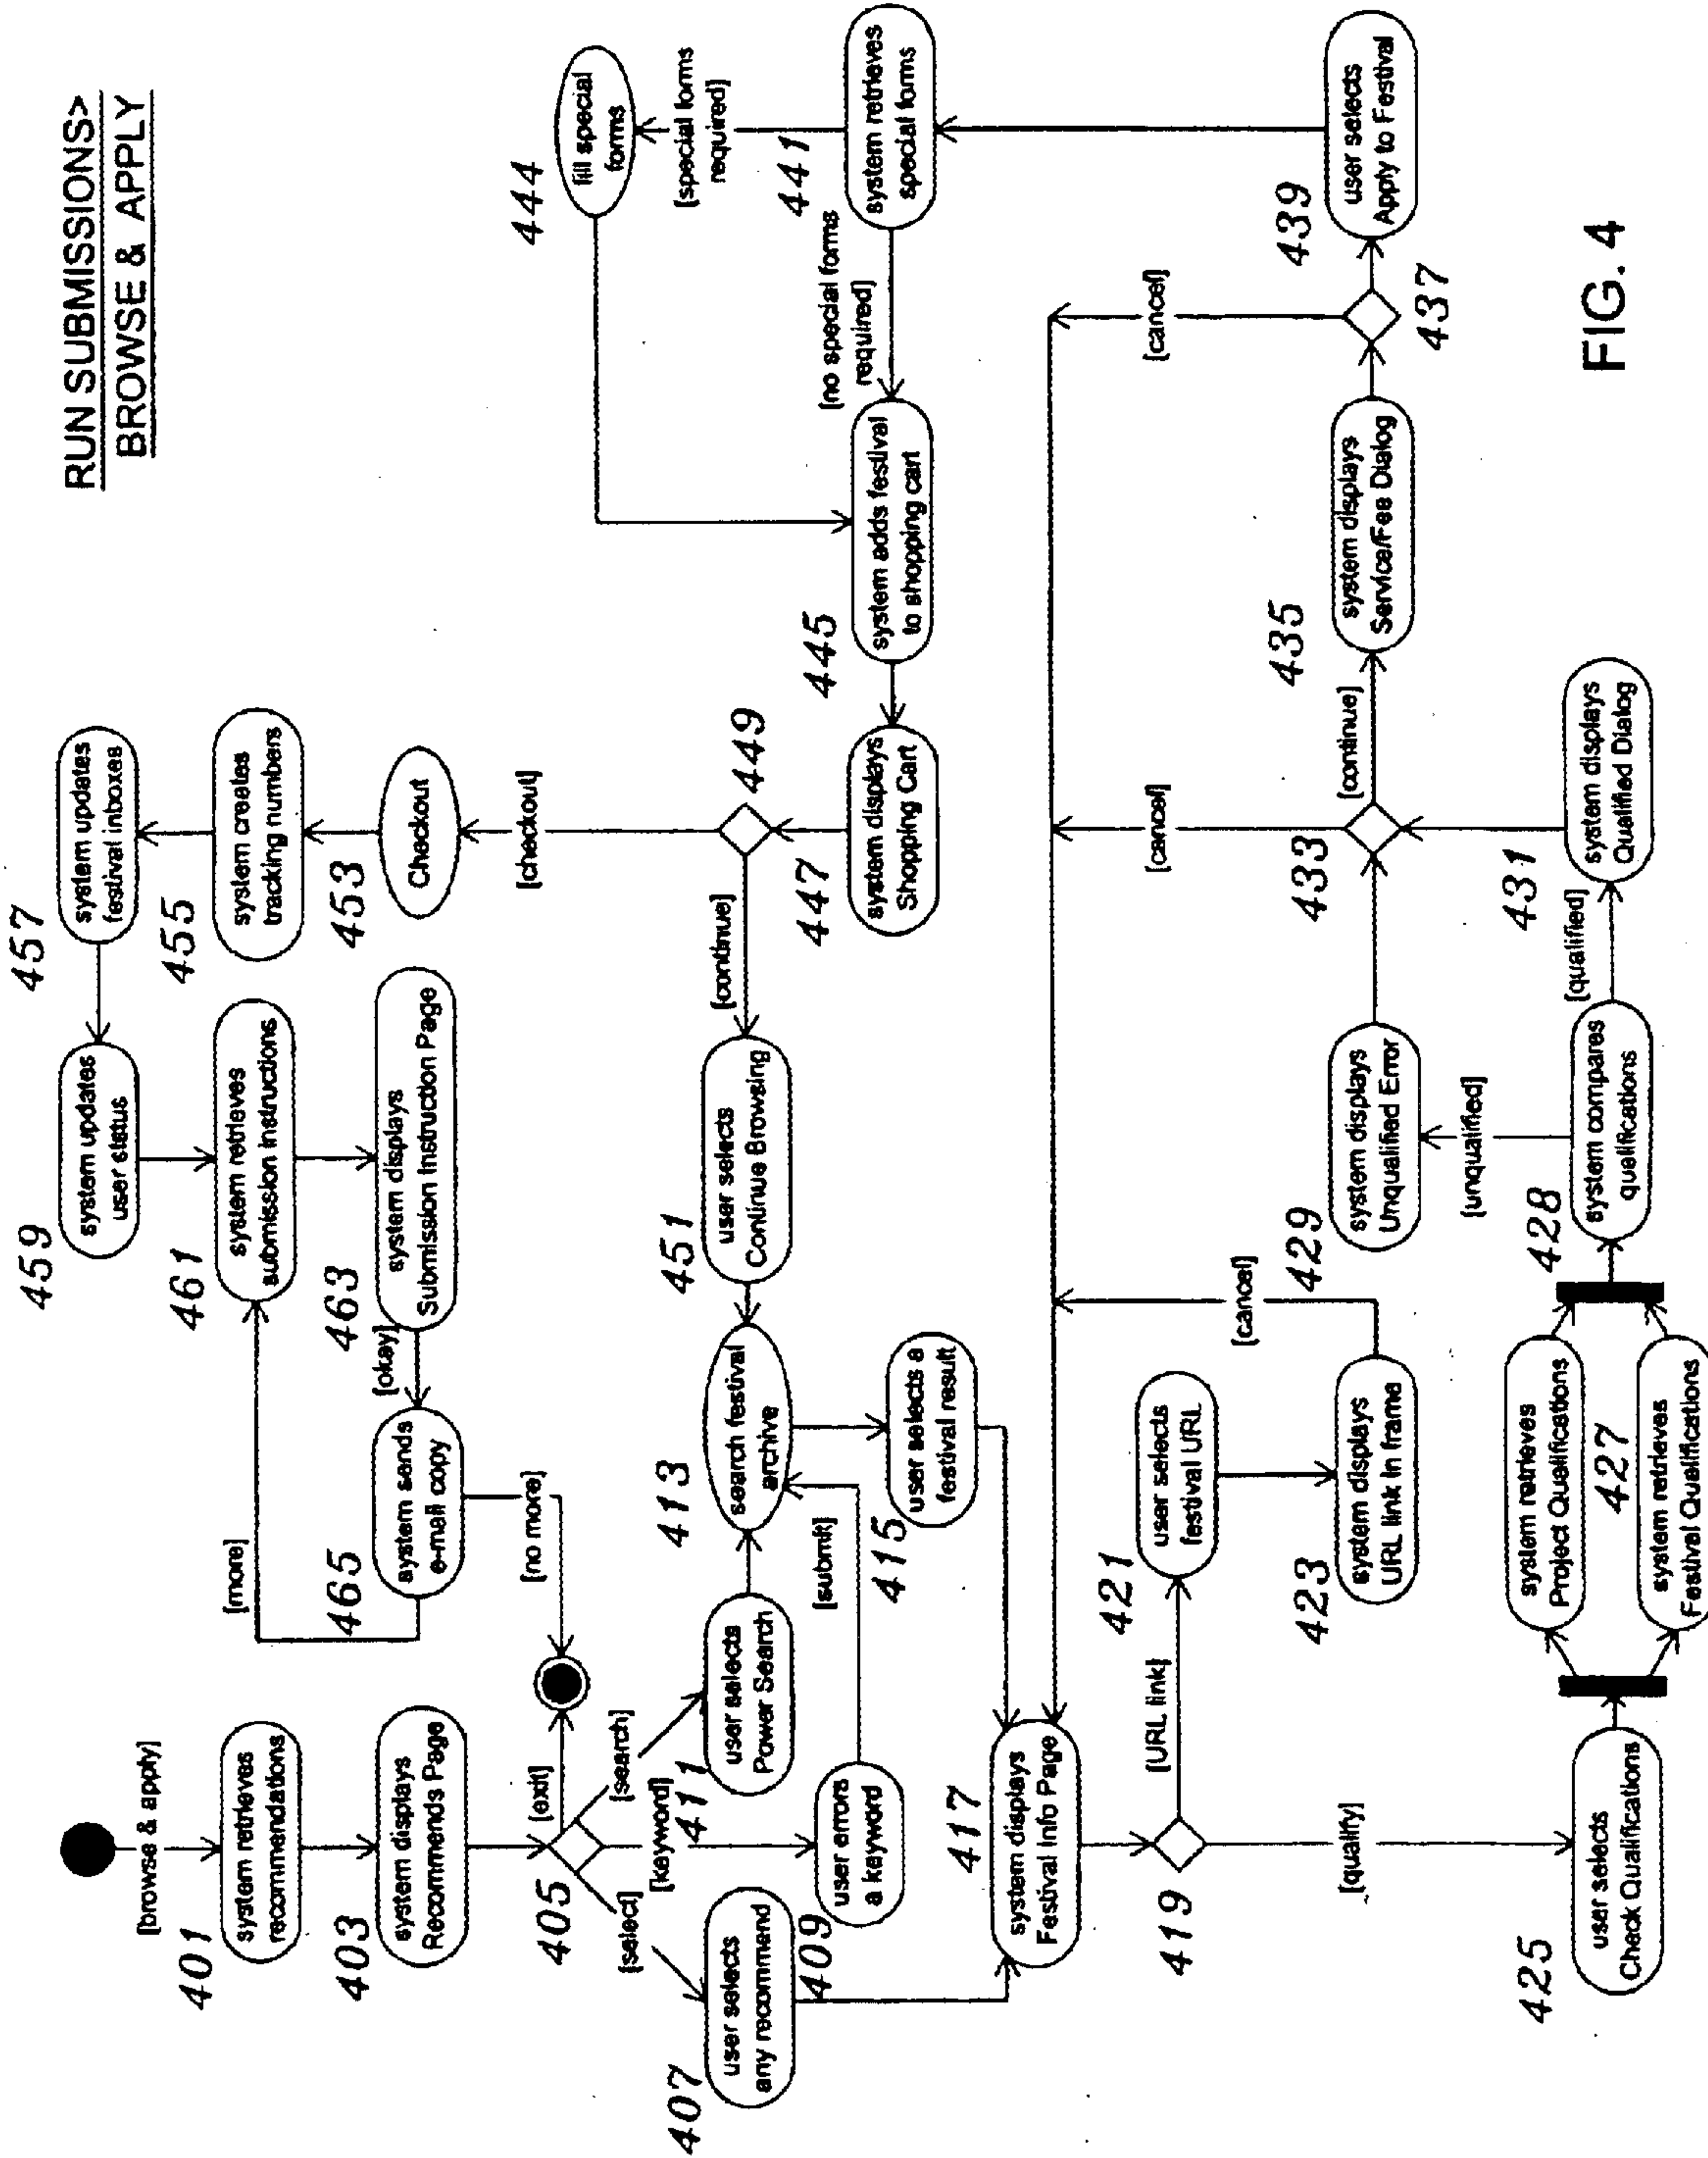 RUN SUBMISSIONS>
BROWSE & APPLY
[browse & apply]
401
system retrieves
recommendations
403
system displays
Recommends Page
405
[exit]
[search]
[keyword]
[select]
407
user selects
any recommend
409
user errors
a keyword
411
user selects
Power Search
[submit]
413
search festival
archive
415
user selects a
festival result
417
system displays
Festival Info Page
419
[URL link]
421
user selects
festival URL
423
system displays
URL link in frame
[cancel]
[qualify]
425
user selects
Check Qualifications
system retrieves
Project Qualifications
427
system retrieves
Festival Qualifications
428
system compares
qualifications
[unqualified]
429
system displays
Unqualified Error
[qualified]
431
system displays
Qualified Dialog
433
[cancel]
[continue]
435
system displays
Service/Fee Dialog
437
[cancel]
439
user selects
Apply to Festival
441
system retrieves
special forms
[special forms
required]
444
fill special
forms
[no special forms
required]
445
system adds festival
to shopping cart
447
system displays
Shopping Cart
449
[continue]
451
user selects
Continue Browsing
[checkout]
453
Checkout
455
system creates
tracking numbers
457
system updates
festival inboxes
459
system updates
user status
461
system retrieves
submission instructions
463
system displays
Submission Instruction Page
[okay]
465
system sends
e-mail copy
[more]
[no more]
FIG. 4